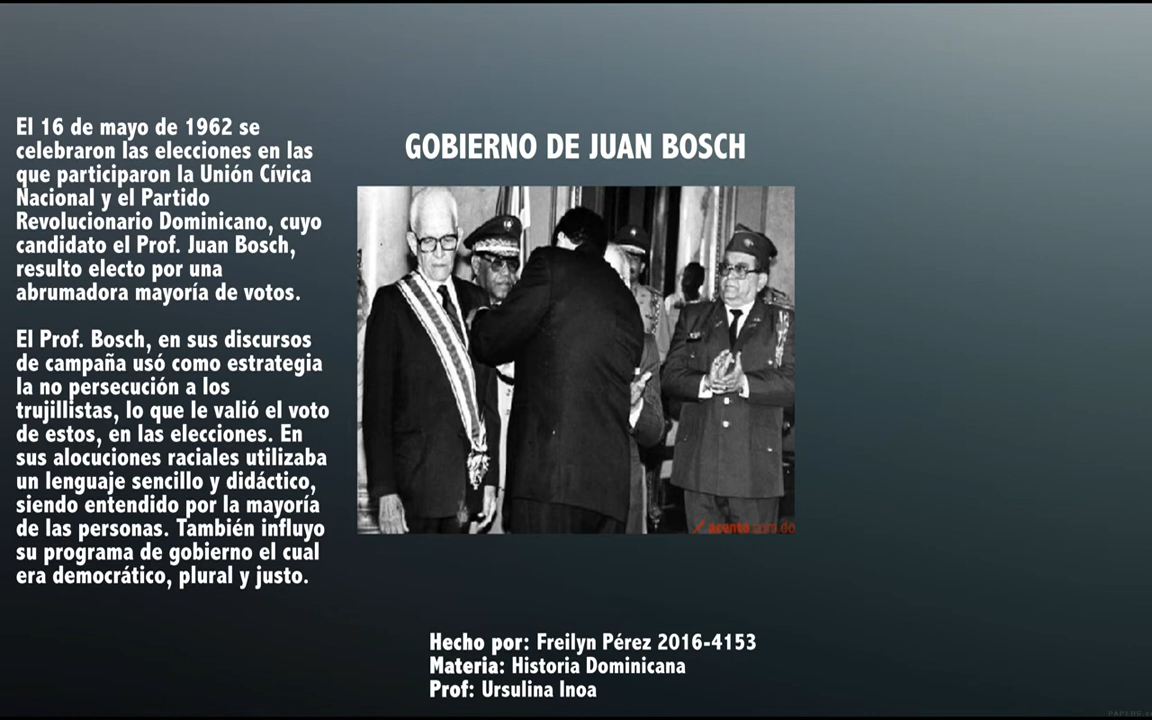 El 16 de mayo de 1962 se
celebraron las elecciones en las
que participaron la Unión Cívica
Nacional y el Partido
Revolucionario Dominicano, cuyo
candidato el Prof. Juan Bosch,
resulto electo por una
abrumadora mayoría de votos.
El Prof. Bosch, en sus discursos
de campaña usó como estrategia
la no persecución a los
trujillistas, lo que le valió el voto
de estos, en las elecciones. En
sus alocuciones raciales utilizaba
un lenguaje sencillo y didáctico,
siendo entendido por la mayoría
de las personas. También influyo
su programa de gobierno el cual
era democrático, plural y justo.
GOBIERNO DE JUAN BOSCH
acento.com.do
Hecho por: Freilyn Pérez 2016-4153
Materia: Historia Dominicana
Prof: Ursulina Inoa